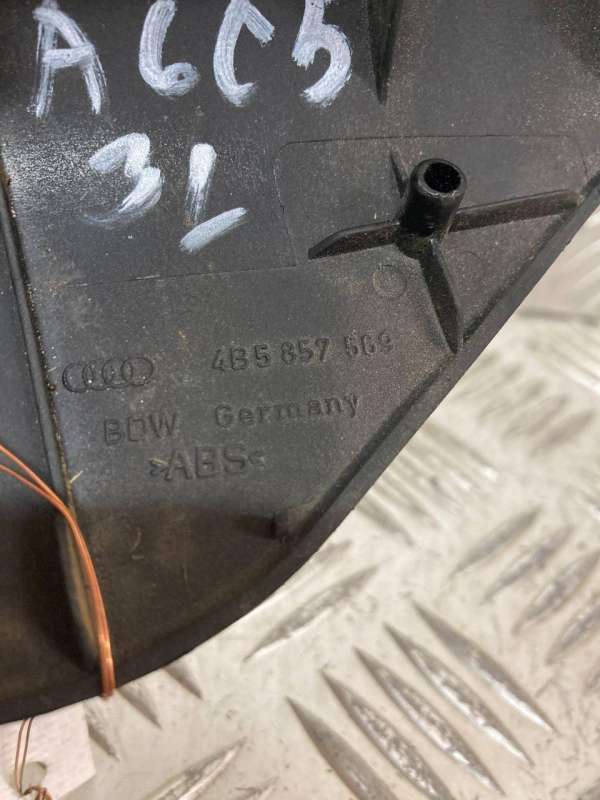 A6C5
3L
4B5 857 569
BDW Germany
>ABS<